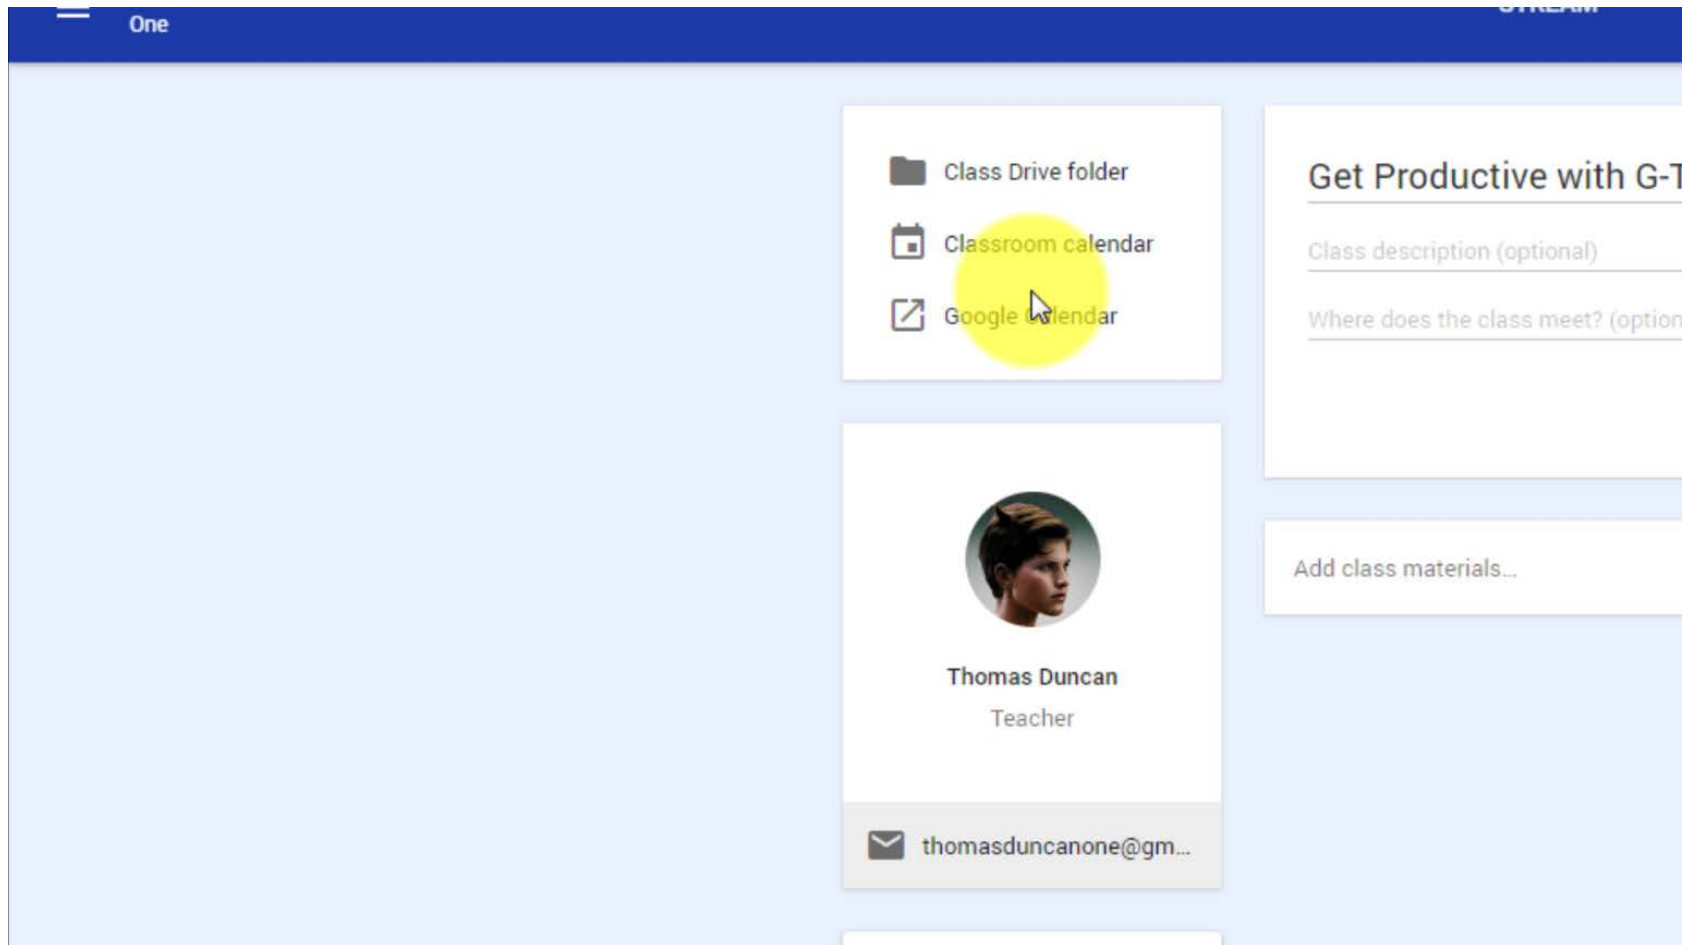 One
STREAM
Class Drive folder
Classroom calendar
Google Calendar
Get Productive with G-T
Class description (optional)
Where does the class meet? (option
Add class materials...
Thomas Duncan
Teacher
thomasduncanone@gm...